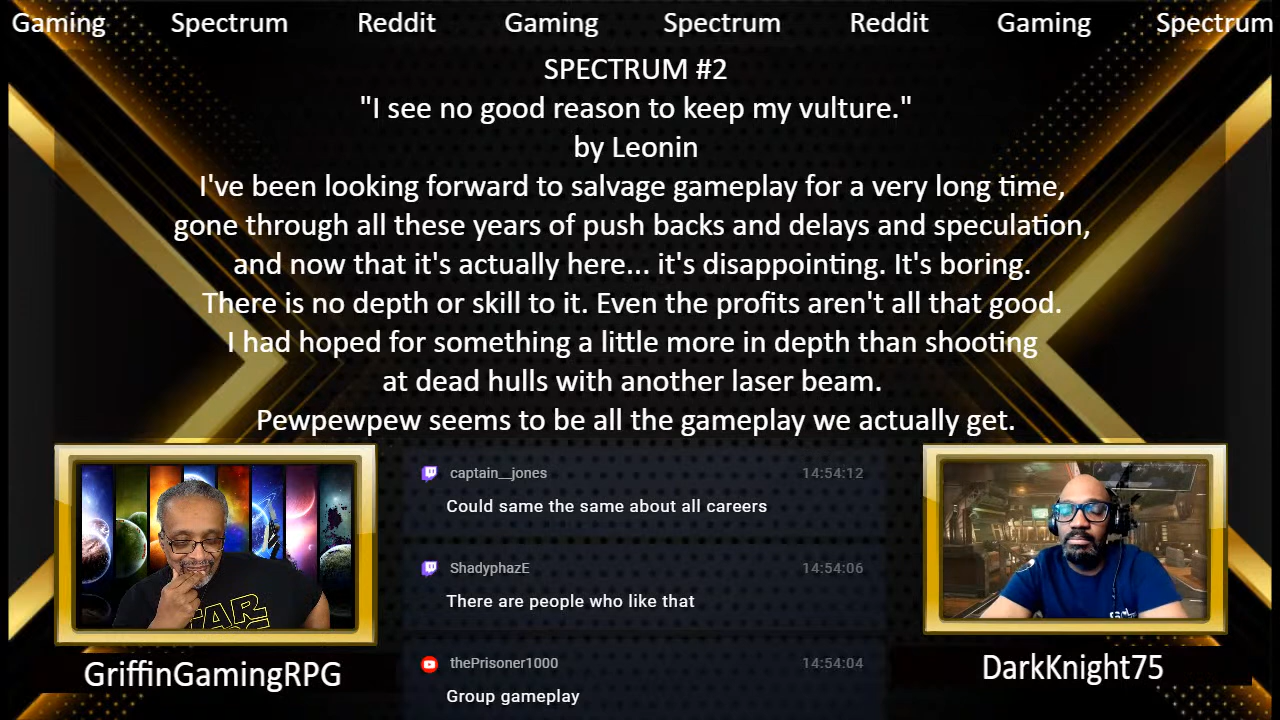 Gaming Spectrum Reddit Gaming Spectrum Reddit Gaming Spectrum
SPECTRUM #2
"I see no good reason to keep my vulture."
by Leonin
I've been looking forward to salvage gameplay for a very long time,
gone through all these years of push backs and delays and speculation,
and now that it's actually here... it's disappointing. It's boring.
There is no depth or skill to it. Even the profits aren't all that good.
I had hoped for something a little more in depth than shooting
at dead hulls with another laser beam.
Pewpewpew seems to be all the gameplay we actually get.
captain__jones 14:54:12
Could same the same about all careers
ShadyphazE 14:54:06
There are people who like that
thePrisoner1000 14:54:04
Group gameplay
GriffinGamingRPG
DarkKnight75